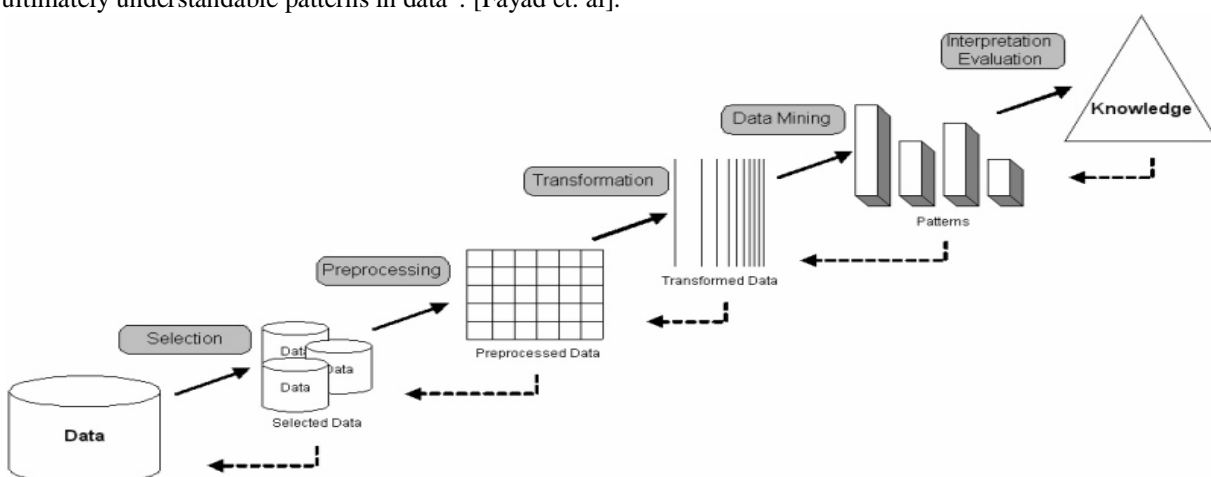 ultimately understandable patterns in data". [Fayad et. al].
Interpretation
Evaluation
Knowledge
Data Mining
Patterns
Transformation
Transformed Data
Preprocessing
Preprocessed Data
Selection
Data
Data
Data
Selected Data
Data